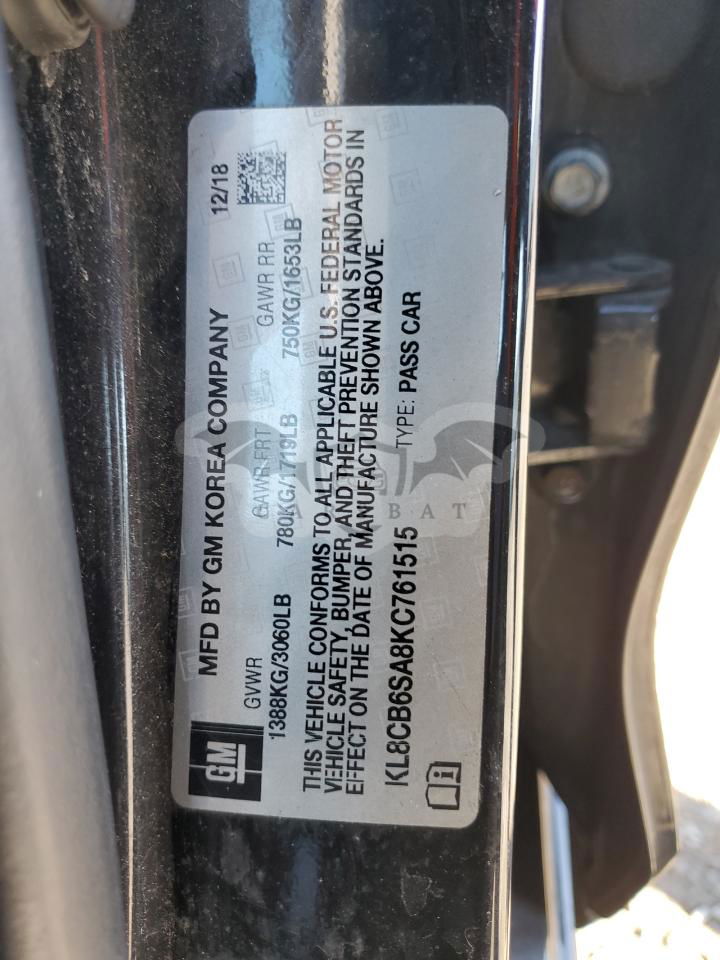 GM
MFD BY GM KOREA COMPANY 12/18
GVWR GAWR FRT GAWR RR
1388KG/3060LB 780KG/1719LB 750KG/1653LB
THIS VEHICLE CONFORMS TO ALL APPLICABLE U.S. FEDERAL MOTOR
VEHICLE SAFETY, BUMPER, AND THEFT PREVENTION STANDARDS IN
EFFECT ON THE DATE OF MANUFACTURE SHOWN ABOVE.
KL8CB6SA8KC761515 TYPE: PASS CAR